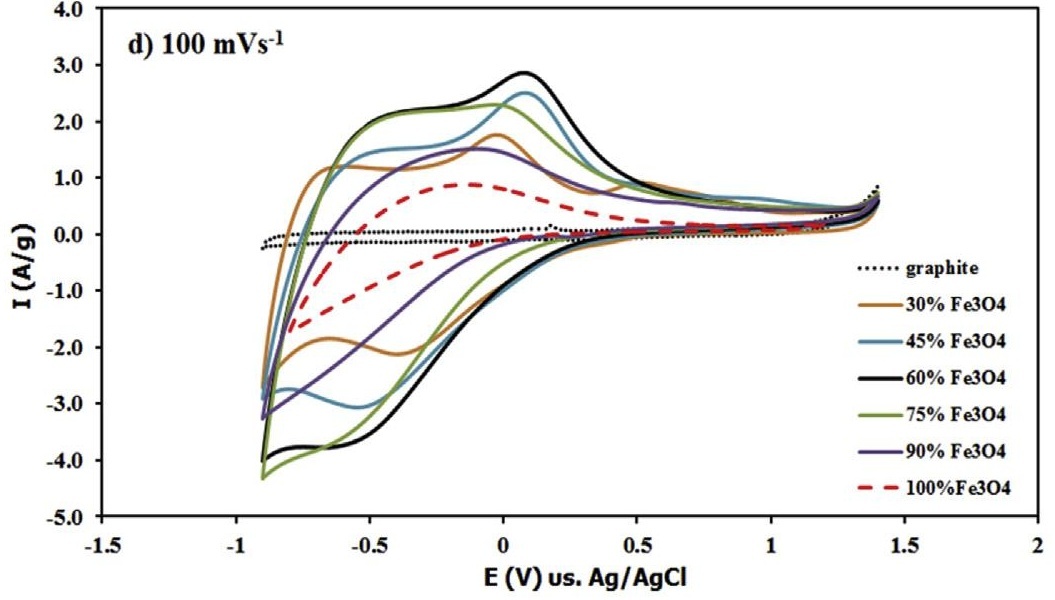 d) 100 mVs-1
4.0
3.0
2.0
1.0
0.0
-1.0
-2.0
-3.0
-4.0
-5.0
I (A/g)
graphite
30% Fe3O4
45% Fe3O4
60% Fe3O4
75% Fe3O4
90% Fe3O4
100%Fe3O4
-1.5 -1 -0.5 0 0.5 1 1.5 2
E (V) us. Ag/AgCl